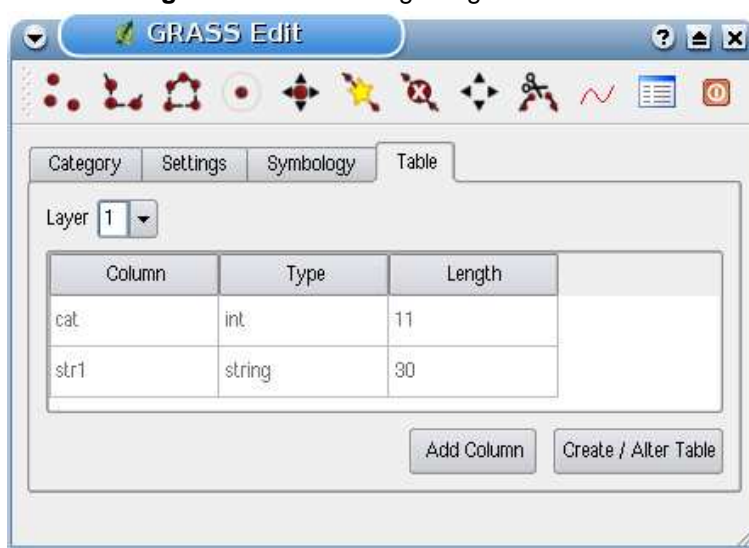 GRASS Edit
Category Settings Symbology Table
Layer 1
Column Type Length
cat int 11
str1 string 30
Add Column Create / Alter Table